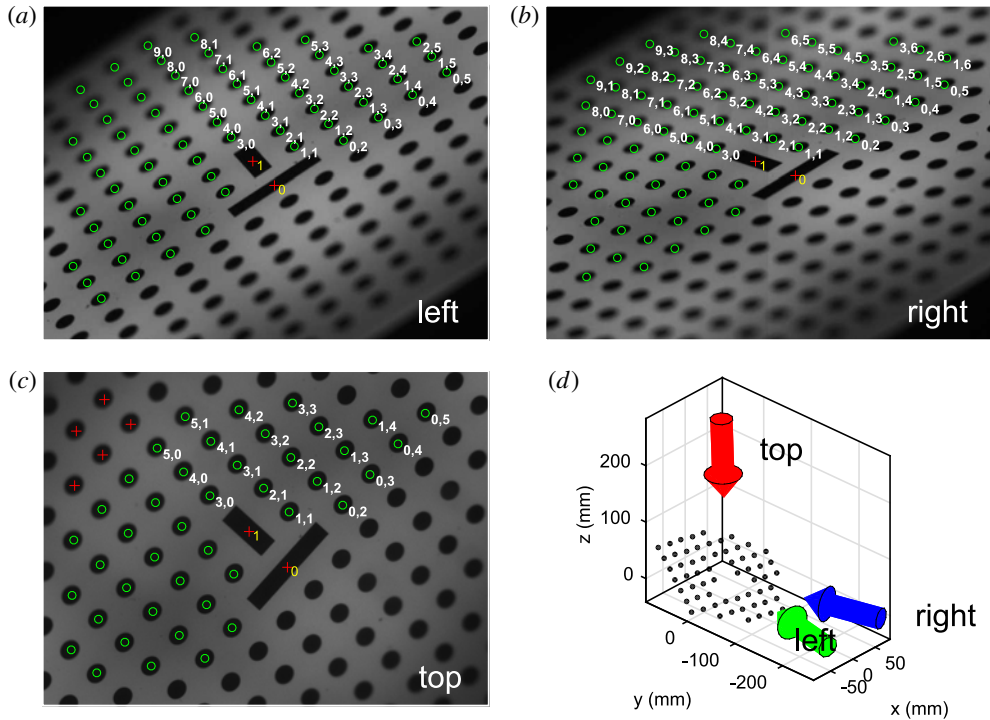 (a)
9,0 8,1 5,3 3,4 2,5
8,0 7,1 6,2 4,3 2,4 1,5
7,0 6,1 5,2 3,3 1,4 0,5
6,0 5,1 4,2 2,3 0,4
5,0 4,1 3,2 1,3
4,0 3,1 2,2 0,3
3,0 2,1 1,2
1,1 0,2
1
0
left
(b)
8,4 6,5 3,6
9,3 7,4 5,5 2,6
8,3 6,4 4,5 1,6
9,2 7,3 5,4 3,5
8,2 6,3 4,4 2,5
9,1 7,2 5,3 3,4 1,5
8,1 6,2 4,3 2,4 0,5
7,1 5,2 3,3 1,4
8,0 6,1 4,2 2,3 0,4
7,0 5,1 3,2 1,3
6,0 4,1 2,2 0,3
5,0 3,1 1,2
4,0 2,1 0,2
3,0 1,1
1
0
right
(c)
5,1 4,2 3,3
5,0 4,1 3,2 2,3 1,4 0,5
4,0 3,1 2,2 1,3 0,4
3,0 2,1 1,2 0,3
1,1 0,2
1
0
top
(d)
top
200
100
0
z (mm)
right
left
0
-100
-200
y (mm)
50
0
-50
x (mm)